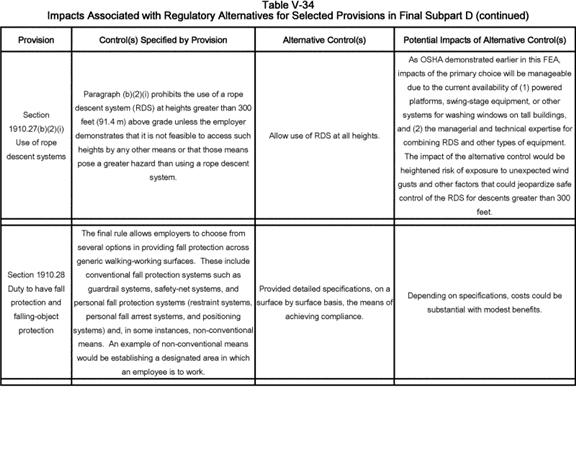 Table V-34
Impacts Associated with Regulatory Alternatives for Selected Provisions in Final Subpart D (continued)
Provision
Control(s) Specified by Provision
Alternative Control(s)
Potential Impacts of Alternative Control(s)
Section
1910.27(b)(2)(i)
Use of rope
descent systems
Paragraph (b)(2)(i) prohibits the use of a rope
descent system (RDS) at heights greater than 300
feet (91.4 m) above grade unless the employer
demonstrates that it is not feasible to access such
heights by any other means or that those means
pose a greater hazard than using a rope descent
system.
Allow use of RDS at all heights.
As OSHA demonstrated earlier in this FEA,
impacts of the primary choice will be manageable
due to the current availability of (1) powered
platforms, swing-stage equipment, or other
systems for washing windows on tall buildings,
and (2) the managerial and technical expertise for
combining RDS and other types of equipment.
The impact of the alternative control would be
heightened risk of exposure to unexpected wind
gusts and other factors that could jeopardize safe
control of the RDS for descents greater than 300
feet.
Section 1910.28
Duty to have fall
protection and
falling-object
protection
The final rule allows employers to choose from
several options in providing fall protection across
generic walking-working surfaces. These include
conventional fall protection systems such as
guardrail systems, safety-net systems, and
personal fall protection systems (restraint systems,
personal fall arrest systems, and positioning
systems) and, in some instances, non-conventional
means. An example of non-conventional means
would be establishing a designated area in which
an employee is to work.
Provided detailed specifications, on a
surface by surface basis, the means of
achieving compliance.
Depending on specifications, costs could be
substantial with modest benefits.